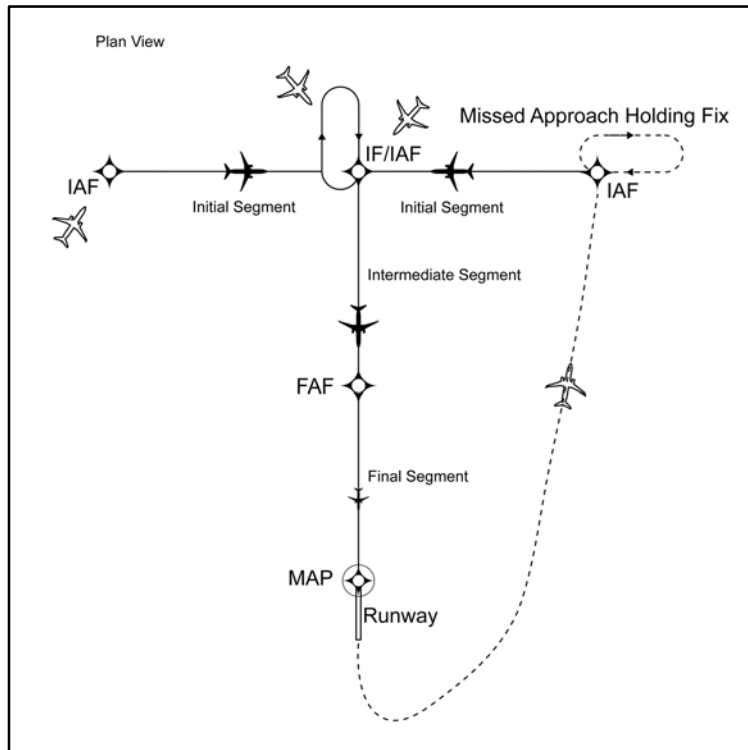 Plan View
Missed Approach Holding Fix
IF/IAF
IAF
IAF
Initial Segment
Initial Segment
Intermediate Segment
FAF
Final Segment
MAP
Runway